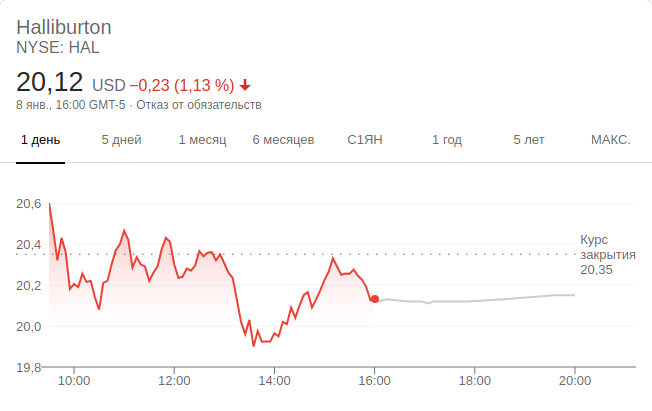 Halliburton
NYSE: HAL
20,12 USD −0,23 (1,13 %)
8 янв., 16:00 GMT-5 · Отказ от обязательств
1 день 5 дней 1 месяц 6 месяцев С1ЯН 1 год 5 лет МАКС.
20,6
20,4
20,2
20,0
19,8
Курс
закрытия
20,35
10:00 12:00 14:00 16:00 18:00 20:00